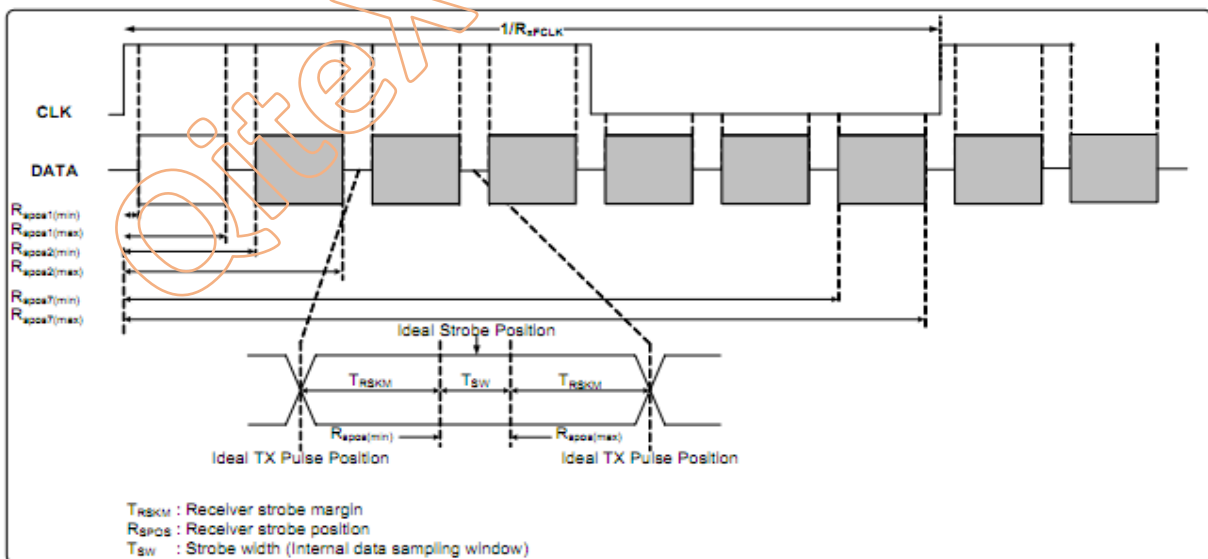 1/RxFCLK
CLK
DATA
Rspos1(min)
Rspos1(max)
Rspos2(min)
Rspos2(max)
Rspos7(min)
Rspos7(max)
Ideal Strobe Position
TRSKM TSW TRSKM
Rspos(min) Rspos(max)
Ideal TX Pulse Position Ideal TX Pulse Position
TRSKM : Receiver strobe margin
RSPOS : Receiver strobe position
TSW : Strobe width (Internal data sampling window)
Qitex